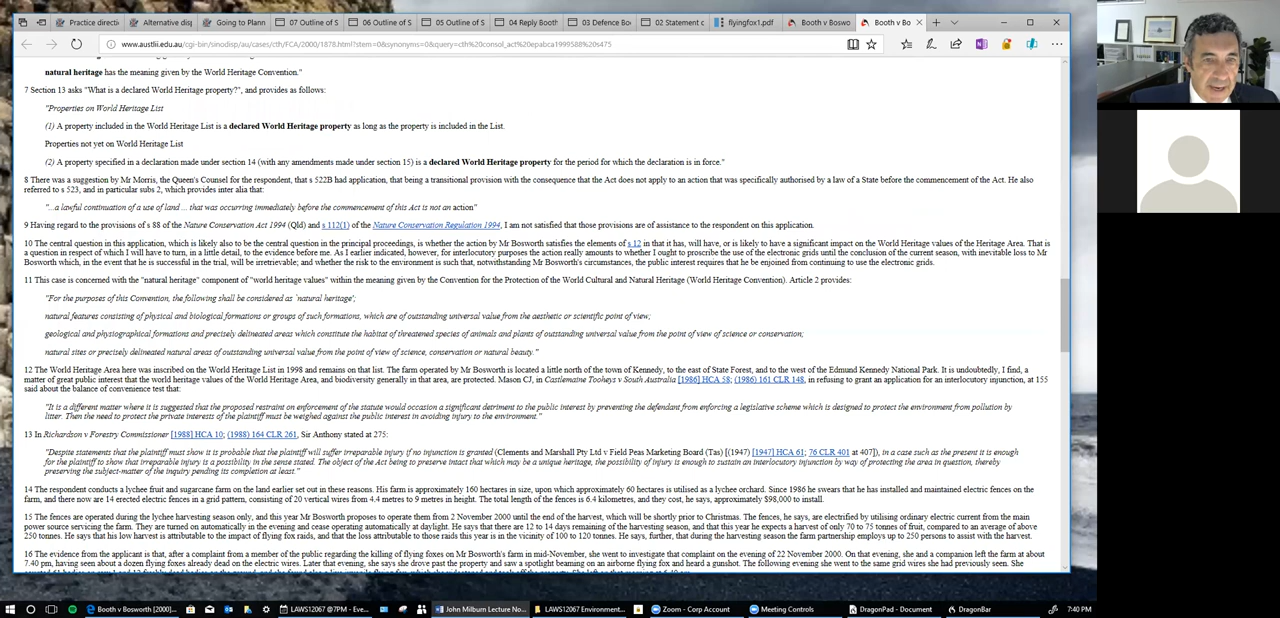 Practice directi
Alternative disp
Going to Plann
07 Outline of S
06 Outline of S
05 Outline of S
04 Reply Booth
03 Defence Bo
02 Statement c
flyingfox1.pdf
Booth v Boswo
Booth v Bo
www.austlii.edu.au/cgi-bin/sinodisp/au/cases/cth/FCA/2000/1878.html?stem=0&synonyms=0&query=cth%20consol_act%20epabca1999588%20s475
natural heritage has the meaning given by the World Heritage Convention."
7 Section 13 asks "What is a declared World Heritage property?", and provides as follows:
"Properties on World Heritage List
(1) A property included in the World Heritage List is a declared World Heritage property as long as the property is included in the List.
Properties not yet on World Heritage List
(2) A property specified in a declaration made under section 14 (with any amendments made under section 15) is a declared World Heritage property for the period for which the declaration is in force."
8 There was a suggestion by Mr Morris, the Queen's Counsel for the respondent, that s 522B had application, that being a transitional provision with the consequence that the Act does not apply to an action that was specifically authorised by a law of a State before the commencement of the Act. He also
referred to s 523, and in particular subs 2, which provides inter alia that:
"...a lawful continuation of a use of land ... that was occurring immediately before the commencement of this Act is not an action"
9 Having regard to the provisions of s 88 of the Nature Conservation Act 1994 (Qld) and s 112(1) of the Nature Conservation Regulation 1994, I am not satisfied that those provisions are of assistance to the respondent on this application.
10 The central question in this application, which is likely also to be the central question in the principal proceedings, is whether the action by Mr Bosworth satisfies the elements of s 12 in that it has, will have, or is likely to have a significant impact on the World Heritage values of the Heritage Area. That is
a question in respect of which I will have to turn, in a little detail, to the evidence before me. As I earlier indicated, however, for interlocutory purposes the action really amounts to whether I ought to proscribe the use of the electronic grids until the conclusion of the current season, with inevitable loss to Mr
Bosworth which, in the event that he is successful in the trial, will be irretrievable; and whether the risk to the environment is such that, notwithstanding Mr Bosworth's circumstances, the public interest requires that he be enjoined from continuing to use the electronic grids.
11 This case is concerned with the "natural heritage" component of "world heritage values" within the meaning given by the Convention for the Protection of the World Cultural and Natural Heritage (World Heritage Convention). Article 2 provides:
"For the purposes of this Convention, the following shall be considered as `natural heritage';
natural features consisting of physical and biological formations or groups of such formations, which are of outstanding universal value from the aesthetic or scientific point of view;
geological and physiographical formations and precisely delineated areas which constitute the habitat of threatened species of animals and plants of outstanding universal value from the point of view of science or conservation;
natural sites or precisely delineated natural areas of outstanding universal value from the point of view of science, conservation or natural beauty."
12 The World Heritage Area here was inscribed on the World Heritage List in 1998 and remains on that list. The farm operated by Mr Bosworth is located a little north of the town of Kennedy, to the east of State Forest, and to the west of the Edmund Kennedy National Park. It is undoubtedly, I find, a
matter of great public interest that the world heritage values of the World Heritage Area, and biodiversity generally in that area, are protected. Mason CJ, in Castlemaine Tooheys v South Australia [1986] HCA 58; (1986) 161 CLR 148, in refusing to grant an application for an interlocutory injunction, at 155
said about the balance of convenience test that:
"It is a different matter where it is suggested that the proposed restraint on enforcement of the statute would occasion a significant detriment to the public interest by preventing the defendant from enforcing a legislative scheme which is designed to protect the environment from pollution by
litter. Then the need to protect the private interests of the plaintiff must be weighed against the public interest in avoiding injury to the environment."
13 In Richardson v Forestry Commissioner [1988] HCA 10; (1988) 164 CLR 261, Sir Anthony stated at 275:
"Despite statements that the plaintiff must show it is probable that the plaintiff will suffer irreparable injury if no injunction is granted (Clements and Marshall Pty Ltd v Field Peas Marketing Board (Tas) [(1947) [1947] HCA 61; 76 CLR 401 at 407]), in a case such as the present it is enough
for the plaintiff to show that irreparable injury is a possibility in the sense stated. The object of the Act being to preserve intact that which may be a unique heritage, the possibility of injury is enough to sustain an interlocutory injunction by way of protecting the area in question, thereby
preserving the subject-matter of the inquiry pending its completion at least."
14 The respondent conducts a lychee fruit and sugarcane farm on the land earlier set out in these reasons. His farm is approximately 160 hectares in size, upon which approximately 60 hectares is utilised as a lychee orchard. Since 1986 he swears that he has installed and maintained electric fences on the
farm, and there now are 14 erected electric fences in a grid pattern, consisting of 20 vertical wires from 4.4 metres to 9 metres in height. The total length of the fences is 6.4 kilometres, and they cost, he says, approximately $98,000 to install.
15 The fences are operated during the lychee harvesting season only, and this year Mr Bosworth proposes to operate them from 2 November 2000 until the end of the harvest, which will be shortly prior to Christmas. The fences, he says, are electrified by utilising ordinary electric current from the main
power source servicing the farm. They are turned on automatically in the evening and cease operating automatically at daylight. He says that there are 12 to 14 days remaining of the harvesting season, and that this year he expects a harvest of only 70 to 75 tonnes of fruit, compared to an average of above
250 tonnes. He says that his low harvest is attributable to the impact of flying fox raids, and that the loss attributable to those raids this year is in the vicinity of 100 to 120 tonnes. He says, further, that during the harvesting season the farm partnership employs up to 250 persons to assist with the harvest.
16 The evidence from the applicant is that, after a complaint from a member of the public regarding the killing of flying foxes on Mr Bosworth's farm in mid-November, she went to investigate that complaint on the evening of 22 November 2000. On that evening, she and a companion left the farm at about
7.40 pm, having seen about a dozen flying foxes already dead on the electric wires. Later that evening, she says she drove past the property and saw a spotlight beaming on an airborne flying fox and heard a gunshot. The following evening she went to the same grid wires she had previously seen. She
Booth v Bosworth [2000]...
LAWS12067 @7PM - Eve...
John Milburn Lecture No...
LAWS12067 Environment...
Zoom - Corp Account
Meeting Controls
DragonPad - Document
DragonBar
7:40 PM